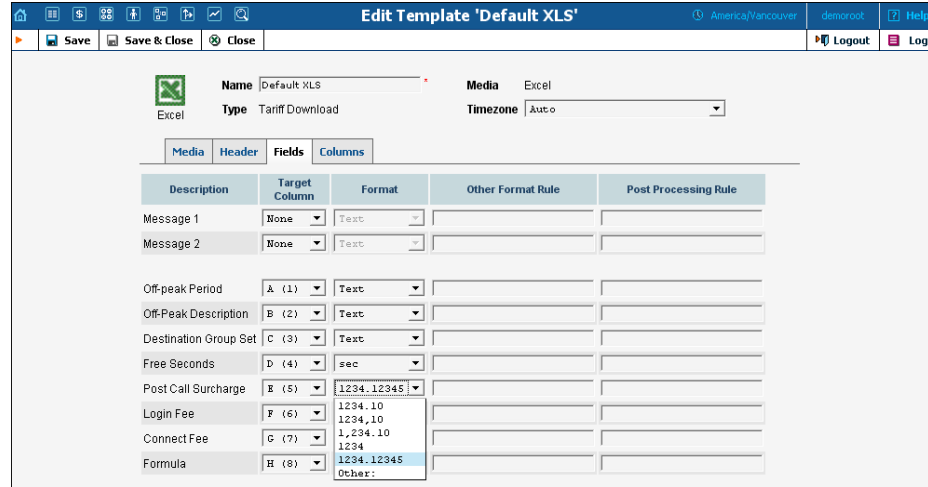 Edit Template 'Default XLS' America/Vancouver demoroot Help
Save Save & Close Close Logout Log
Name Default XLS * Media Excel
Excel Type Tariff Download Timezone Auto
Media Header Fields Columns
Description Target Column Format Other Format Rule Post Processing Rule
Message 1 None Text
Message 2 None Text
Off-peak Period A (1) Text
Off-Peak Description B (2) Text
Destination Group Set C (3) Text
Free Seconds D (4) sec
Post Call Surcharge E (5) 1234.12345
Login Fee F (6)
Connect Fee G (7)
Formula H (8)
1234.10
1234,10
1,234.10
1234
1234.12345
Other: